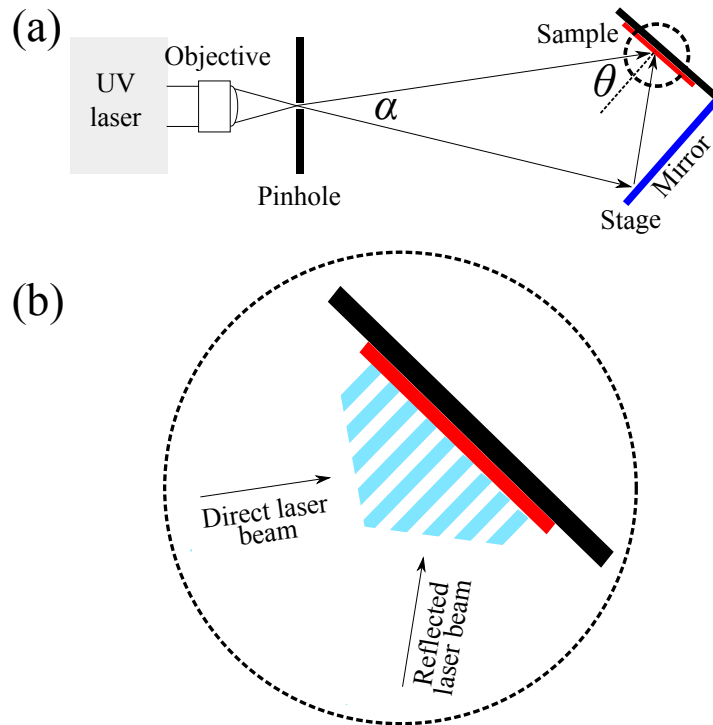 (a)
UV
laser
Objective
Pinhole
α
Sample
θ
Mirror
Stage
(b)
Direct laser
beam
Reflected
laser beam